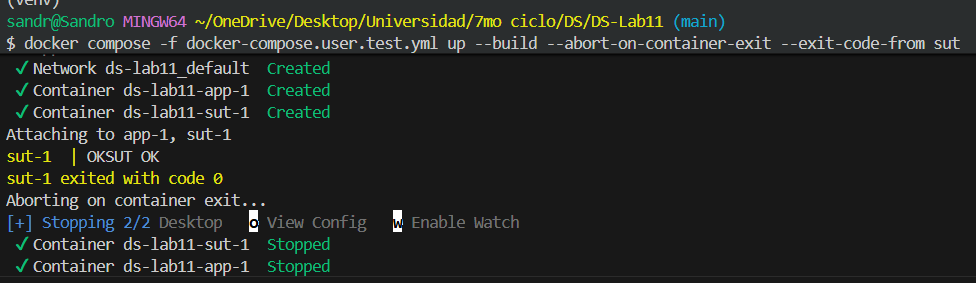 (venv)
sandr@Sandro MINGW64 ~/OneDrive/Desktop/Universidad/7mo ciclo/DS/DS-Lab11 (main)
$ docker compose -f docker-compose.user.test.yml up --build --abort-on-container-exit --exit-code-from sut
✓ Network ds-lab11_default Created
✓ Container ds-lab11-app-1 Created
✓ Container ds-lab11-sut-1 Created
Attaching to app-1, sut-1
sut-1 | OKSUT OK
sut-1 exited with code 0
Aborting on container exit...
[+] Stopping 2/2 Desktop o View Config w Enable Watch
✓ Container ds-lab11-sut-1 Stopped
✓ Container ds-lab11-app-1 Stopped